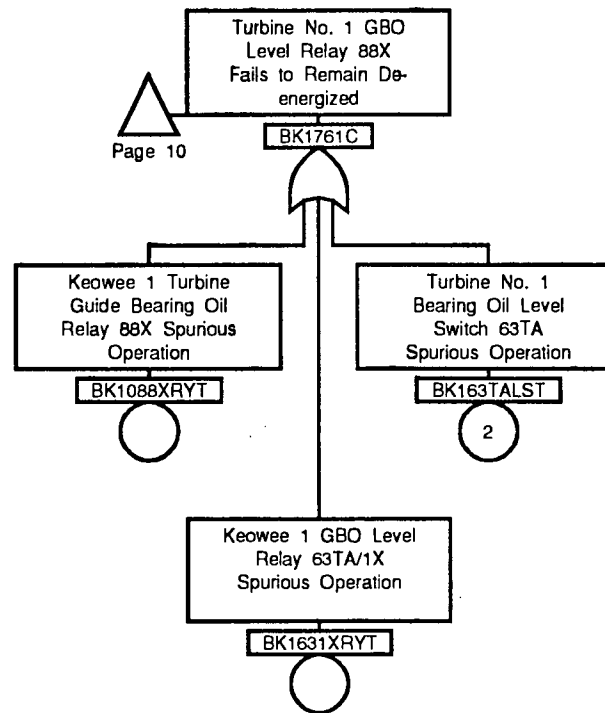 Turbine No. 1 GBO
Level Relay 88X
Fails to Remain De-
energized
Page 10
BK1761C
Keowee 1 Turbine
Guide Bearing Oil
Relay 88X Spurious
Operation
BK1088XRYT
Turbine No. 1
Bearing Oil Level
Switch 63TA
Spurious Operation
BK163TALST
2
Keowee 1 GBO Level
Relay 63TA/1X
Spurious Operation
BK1631XRYT